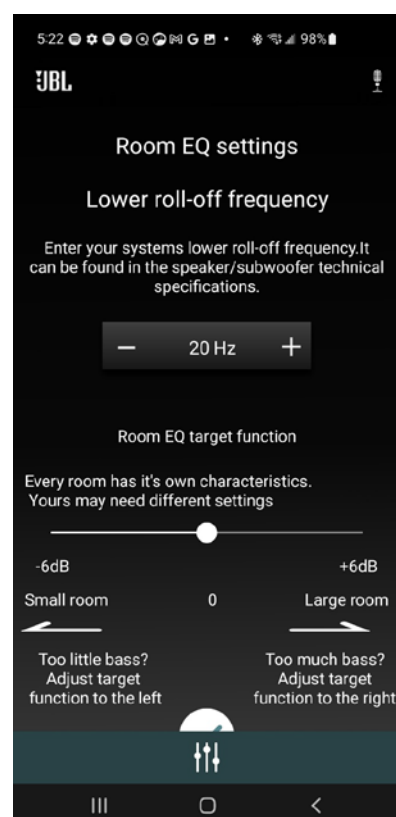 5:22 98%
JBL
Room EQ settings
Lower roll-off frequency
Enter your systems lower roll-off frequency.It
can be found in the speaker/subwoofer technical
specifications.
− 20 Hz +
Room EQ target function
Every room has it's own characteristics.
Yours may need different settings
-6dB +6dB
Small room 0 Large room
Too little bass? Too much bass?
Adjust target Adjust target
function to the left function to the right